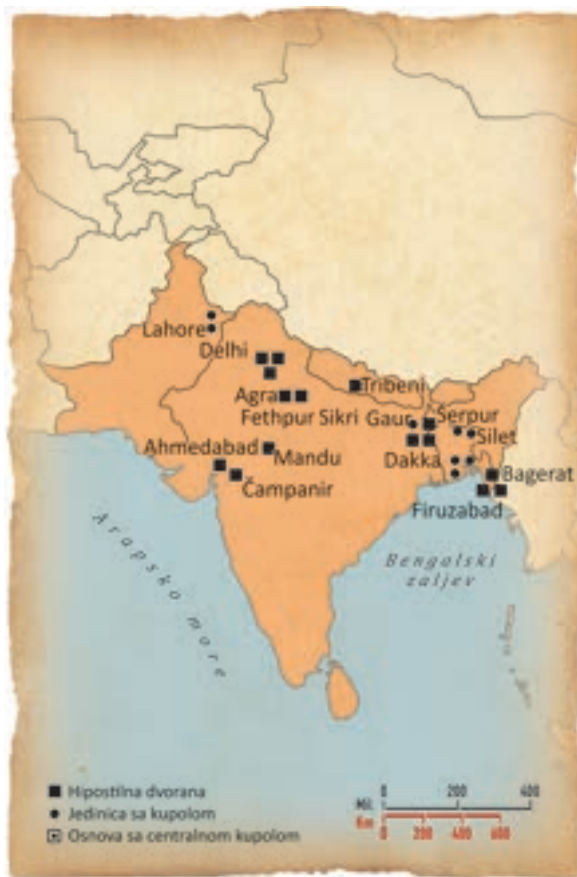 Lahore
Delhi
Tribeni
Agra
Fethpur Sikri
Gaur
Šerpur
Silet
Ahmedabad
Mandu
Dakka
Bagerat
Čampanir
Firuzabad
Arapsko more
Bengalski
zaljev
Hipostilna dvorana
Jedinica sa kupolom
Osnova sa centralnom kupolom
0 200 400
Mil.
Km
0 200 400 600